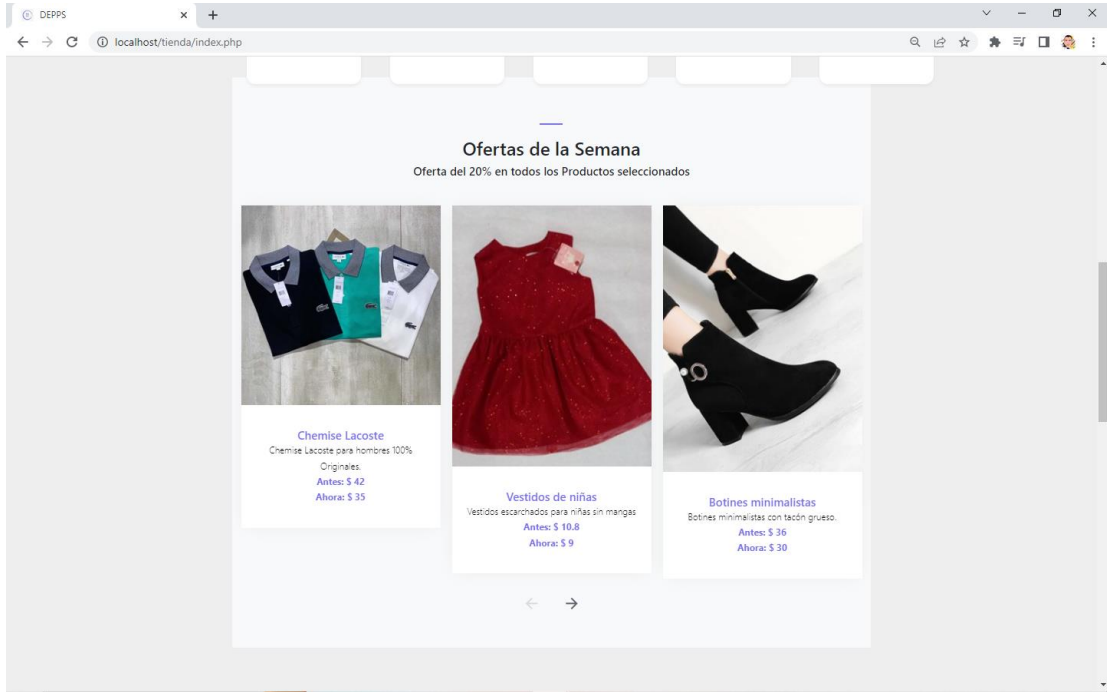 DEPPS
localhost/tienda/index.php
Ofertas de la Semana
Oferta del 20% en todos los Productos seleccionados
Chemise Lacoste
Chemise Lacoste para hombres 100%
Originales.
Antes: $ 42
Ahora: $ 35
Vestidos de niñas
Vestidos escarchados para niñas sin mangas
Antes: $ 10.8
Ahora: $ 9
Botines minimalistas
Botines minimalistas con tacón grueso.
Antes: $ 36
Ahora: $ 30